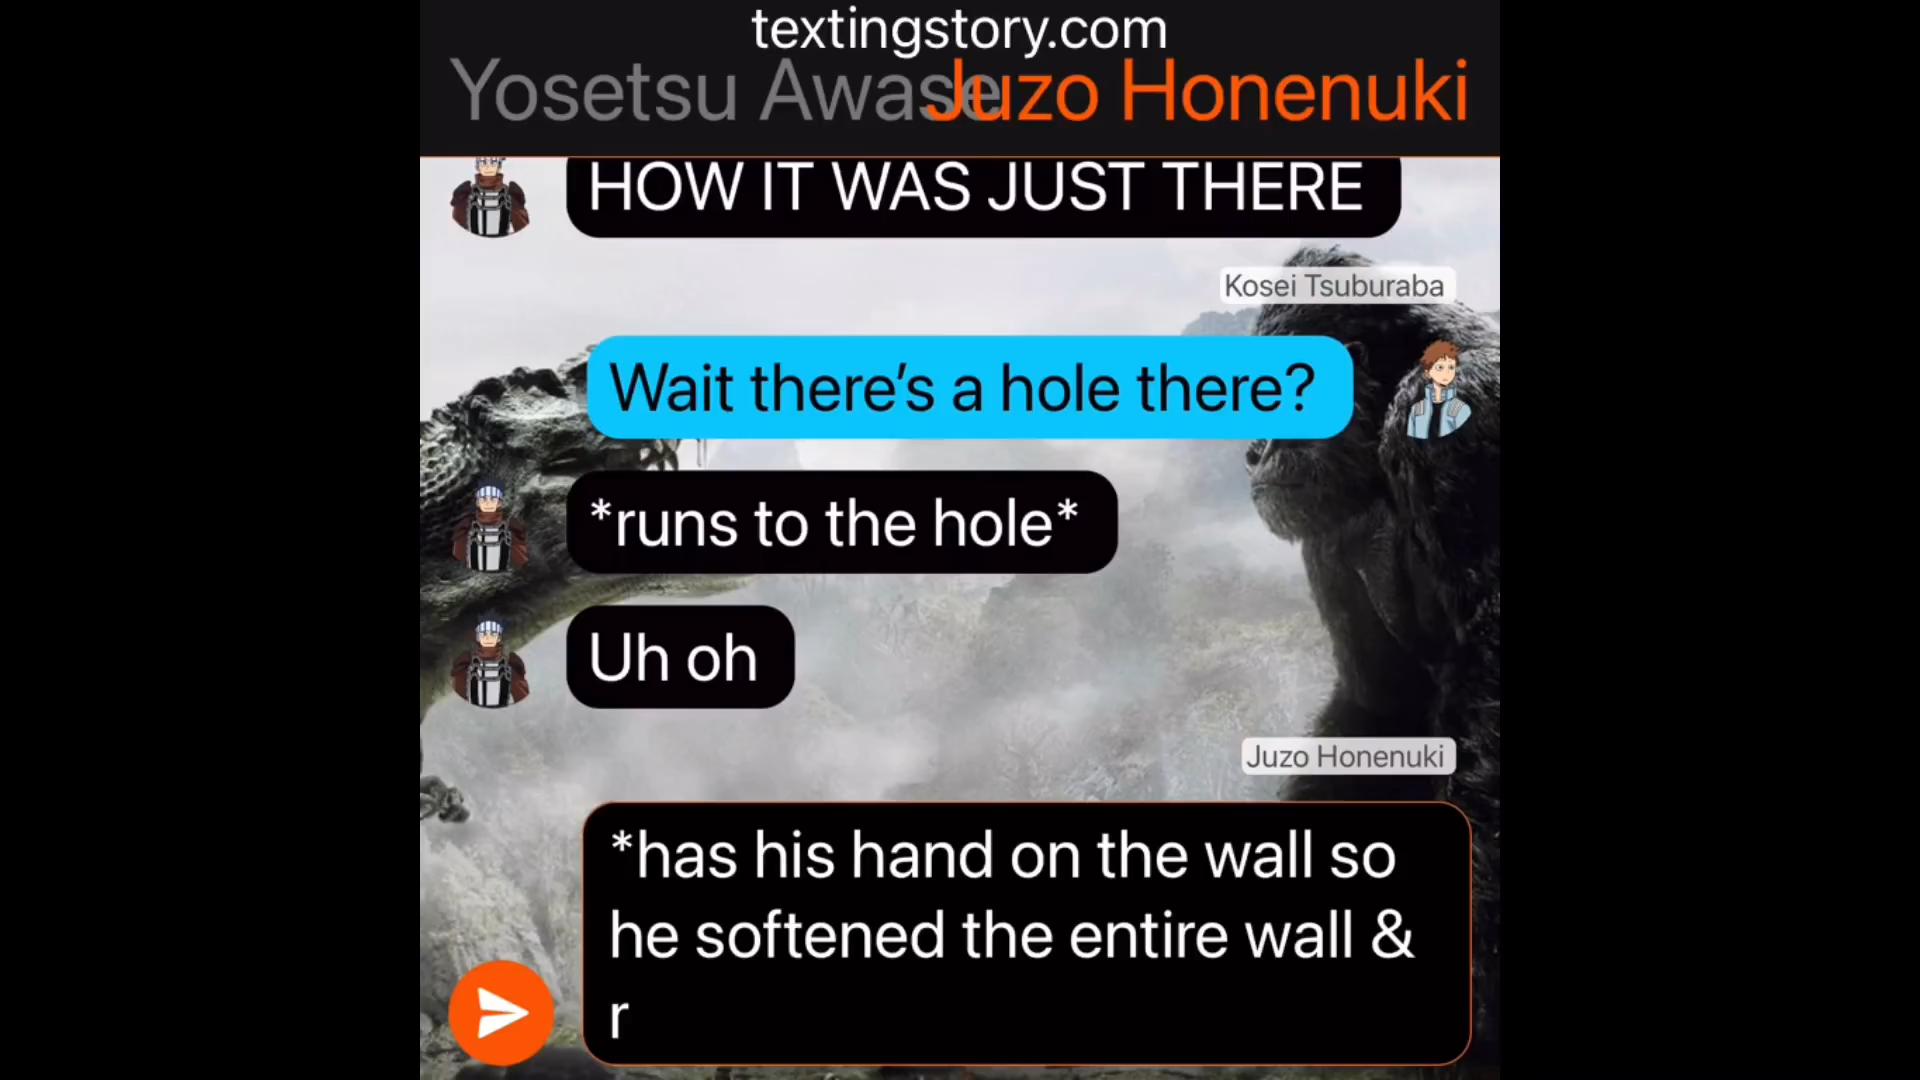 textingstory.com
Yosetsu Awase
Juzo Honenuki
HOW IT WAS JUST THERE
Kosei Tsuburaba
Wait there’s a hole there?
*runs to the hole*
Uh oh
Juzo Honenuki
*has his hand on the wall so
he softened the entire wall &
r